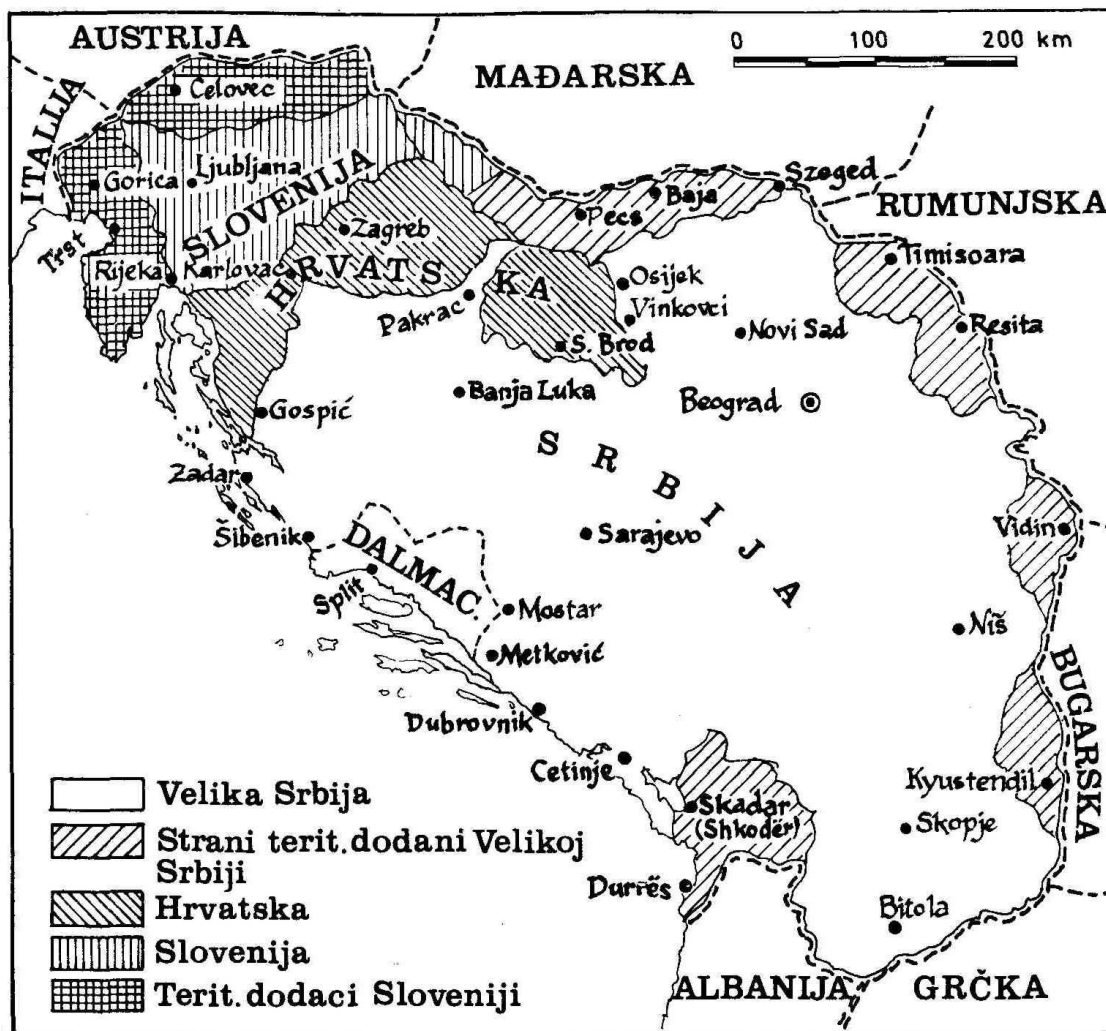 AUSTRIJA
0 100 200 km
MAĐARSKA
ITALIJA
Celovec
Gorica
Ljubljana
SLOVENIJA
Szeged
Baja
Pecs
RUMUNJSKA
Trst
Zagreb
Timisoara
Rijeka
Karlovac
HRVATSKA
Osijek
Pakrac
Vinkovci
Novi Sad
Resita
S. Brod
Banja Luka
Beograd
Gospić
SRBIJA
Zadar
Šibenik
DALMAC.
Sarajevo
Vidin
Split
Mostar
Niš
Metković
BUGARSKA
Dubrovnik
Cetinje
Kyustendil
Skadar
(Shkodër)
Skopje
Durrës
Bitola
ALBANIJA
GRČKA
Velika Srbija
Strani terit. dodani Velikoj
Srbiji
Hrvatska
Slovenija
Terit. dodaci Sloveniji